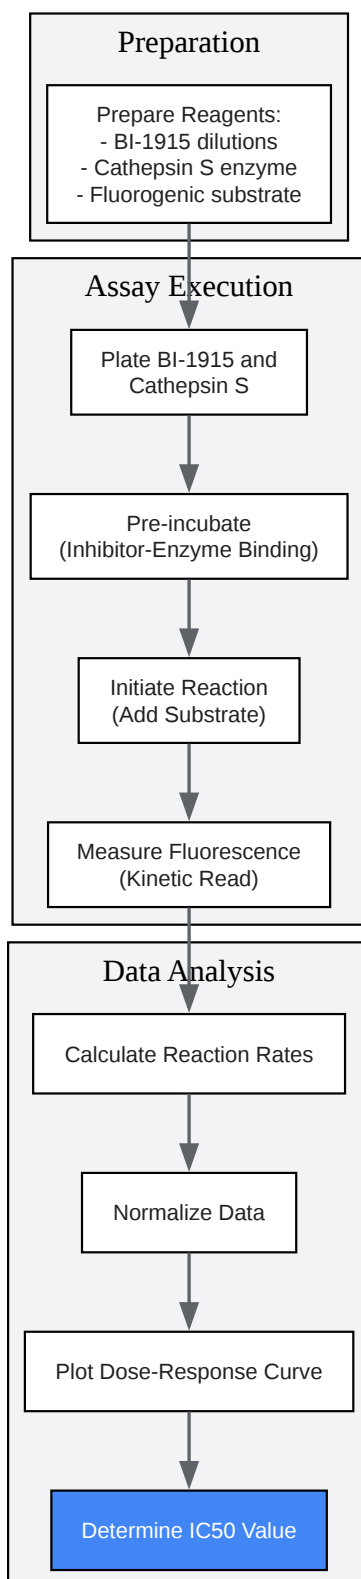 Preparation
Prepare Reagents:
- BI-1915 dilutions
- Cathepsin S enzyme
- Fluorogenic substrate
Assay Execution
Plate BI-1915 and
Cathepsin S
Pre-incubate
(Inhibitor-Enzyme Binding)
Initiate Reaction
(Add Substrate)
Measure Fluorescence
(Kinetic Read)
Data Analysis
Calculate Reaction Rates
Normalize Data
Plot Dose-Response Curve
Determine IC50 Value